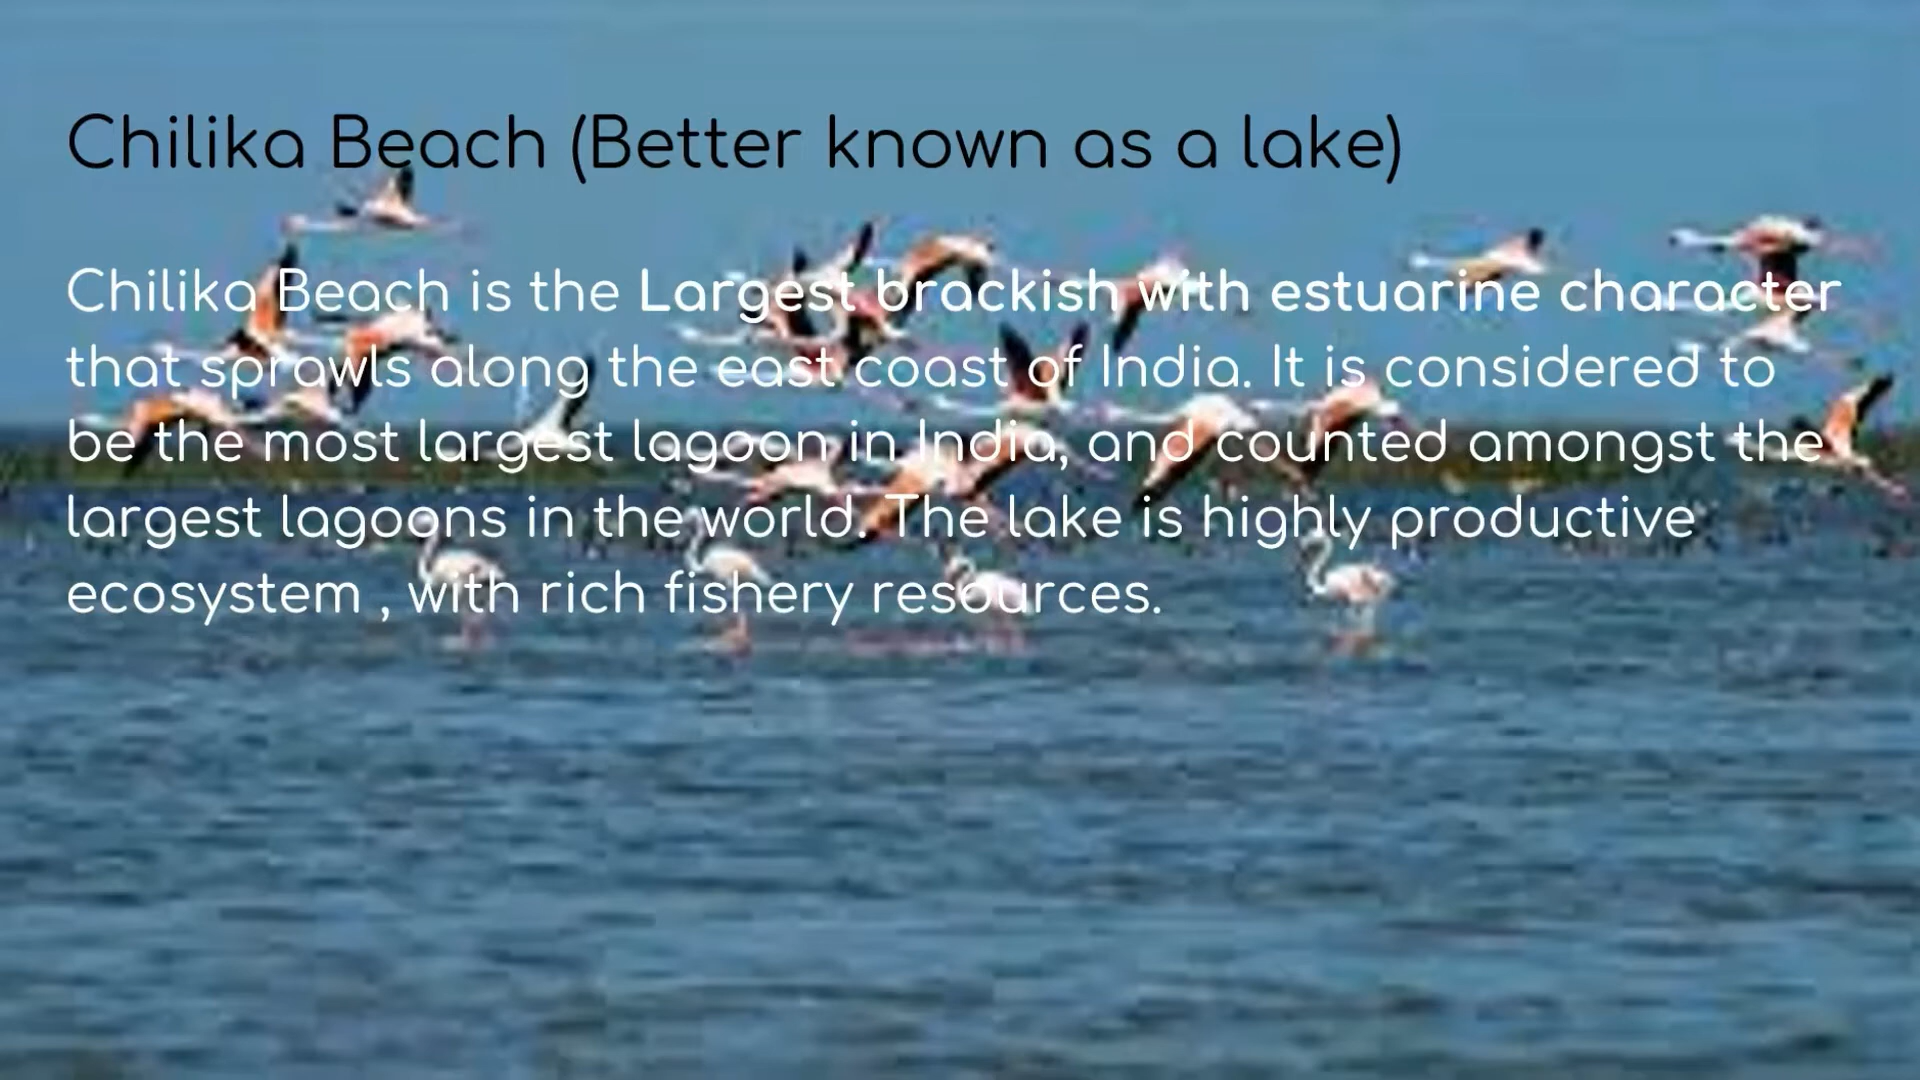 Chilika Beach (Better known as a lake)
Chilika Beach is the Largest brackish with estuarine character
that sprawls along the east coast of India. It is considered to
be the most largest lagoon in India, and counted amongst the
largest lagoons in the world. The lake is highly productive
ecosystem , with rich fishery resources.